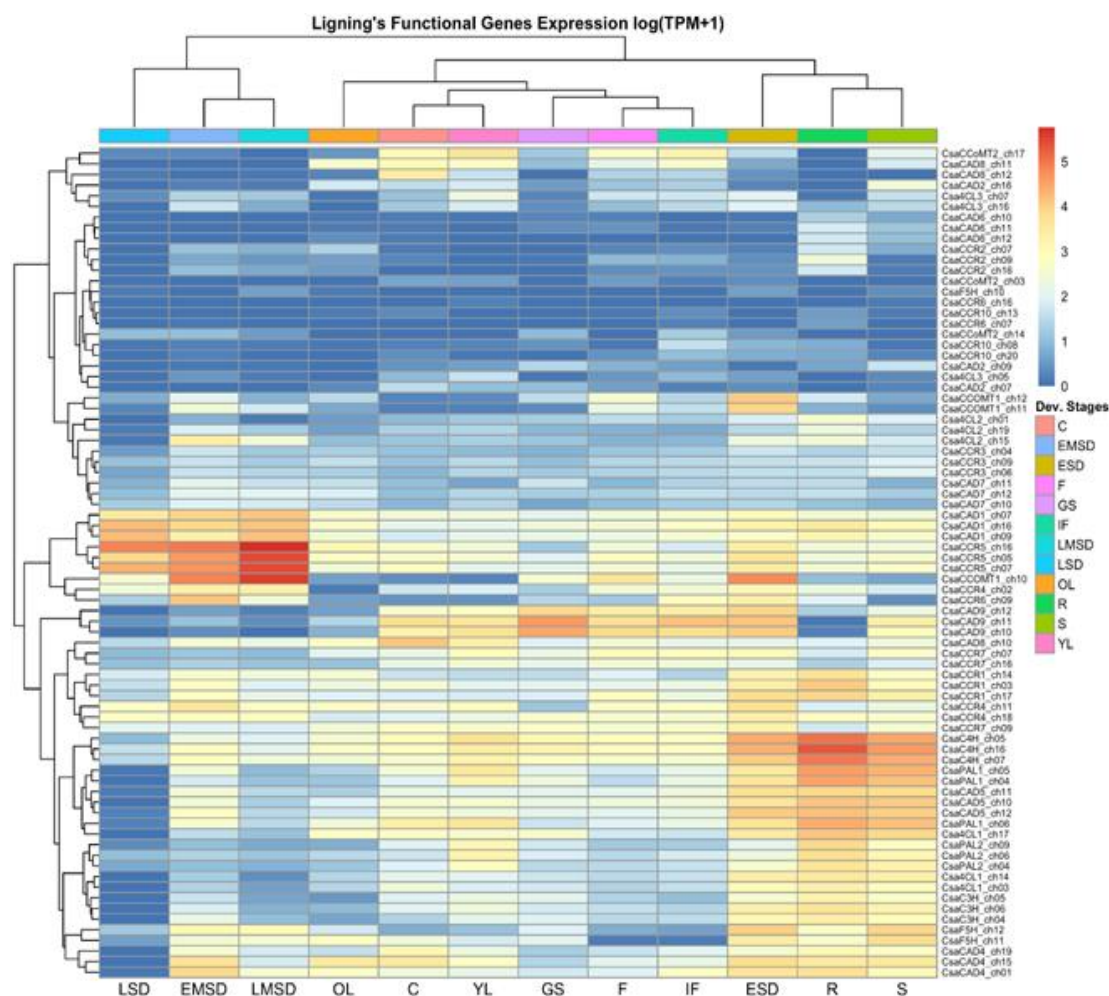 Ligning's Functional Genes Expression log(TPM+1)
CsaCCoMT2_ch17
CsaCAD8_ch11
CsaCAD8_ch12
CsaCAD2_ch16
Csa4CL3_ch07
Csa4CL3_ch16
CsaCAD6_ch10
CsaCAD6_ch11
CsaCAD6_ch12
CsaCCR2_ch07
CsaCCR2_ch09
CsaCCR2_ch16
CsaCCoMT2_ch03
CsaF5H_ch10
CsaCCR6_ch16
CsaCCR10_ch13
CsaCCR6_ch07
CsaCCoMT2_ch14
CsaCCR10_ch08
CsaCCR10_ch20
CsaCAD2_ch09
Csa4CL3_ch05
CsaCAD2_ch07
CsaCCOMT1_ch12
CsaCCOMT1_ch11
Csa4CL2_ch01
Csa4CL2_ch19
Csa4CL2_ch15
CsaCCR3_ch04
CsaCCR3_ch09
CsaCCR3_ch06
CsaCAD7_ch11
CsaCAD7_ch12
CsaCAD7_ch10
CsaCAD1_ch07
CsaCAD1_ch16
CsaCAD1_ch09
CsaCCR5_ch16
CsaCCR5_ch05
CsaCCR5_ch07
CsaCCOMT1_ch10
CsaCCR4_ch02
CsaCCR6_ch09
CsaCAD9_ch12
CsaCAD9_ch11
CsaCAD9_ch10
CsaCAD8_ch10
CsaCCR7_ch07
CsaCCR7_ch16
CsaCCR1_ch14
CsaCCR1_ch03
CsaCCR1_ch17
CsaCCR4_ch11
CsaCCR4_ch18
CsaCCR7_ch09
CsaC4H_ch05
CsaC4H_ch16
CsaC4H_ch07
CsaPAL1_ch05
CsaPAL1_ch04
CsaCAD5_ch11
CsaCAD5_ch10
CsaCAD5_ch12
CsaPAL1_ch06
Csa4CL1_ch17
CsaPAL2_ch09
CsaPAL2_ch06
CsaPAL2_ch04
Csa4CL1_ch14
Csa4CL1_ch03
CsaC3H_ch05
CsaC3H_ch06
CsaC3H_ch04
CsaF5H_ch12
CsaF5H_ch11
CsaCAD4_ch19
CsaCAD4_ch15
CsaCAD4_ch01
LSD EMSD LMSD OL C YL GS F IF ESD R S
5
4
3
2
1
0
Dev. Stages
C
EMSD
ESD
F
GS
IF
LMSD
LSD
OL
R
S
YL